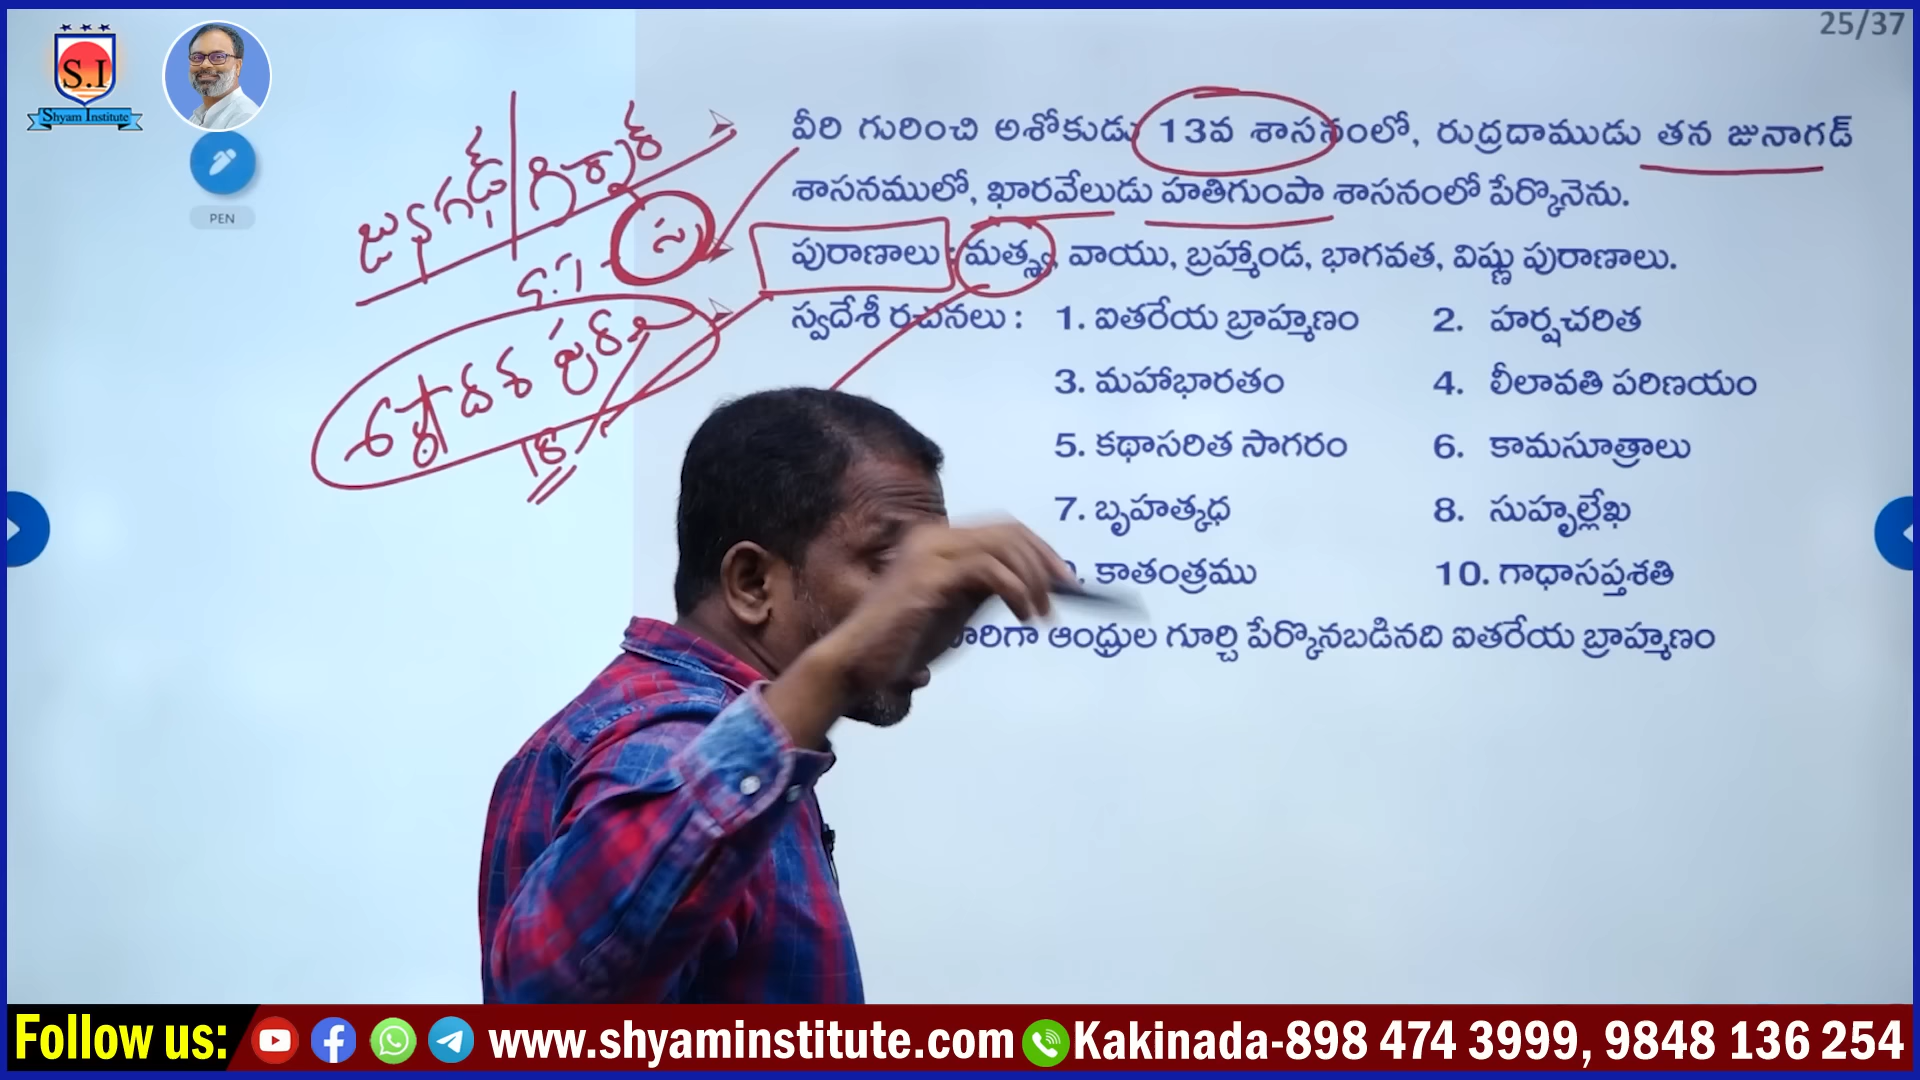 25/37
S.I
Shyam Institute
PEN
వీరి గురించి అశోకుడు 13వ శాసనంలో, రుద్రదాముడు తన జునాగడ్
శాసనములో, ఖారవేలుడు హతిగుంపా శాసనంలో పేర్కొనెను.
పురాణాలు : మత్స్య, వాయు, బ్రహ్మాండ, భాగవత, విష్ణు పురాణాలు.
స్వదేశీ రచనలు : 1. ఐతరేయ బ్రాహ్మణం 2. హర్షచరిత
3. మహాభారతం 4. లీలావతి పరిణయం
5. కథాసరిత సాగరం 6. కామసూత్రాలు
7. బృహత్కధ 8. సుహృల్లేఖ
కాతంత్రము 10. గాధాసప్తశతి
ఆంధ్రుల గూర్చి పేర్కొనబడినది ఐతరేయ బ్రాహ్మణం
జునగడ్
18
Follow us: www.shyaminstitute.com Kakinada-898 474 3999, 9848 136 254